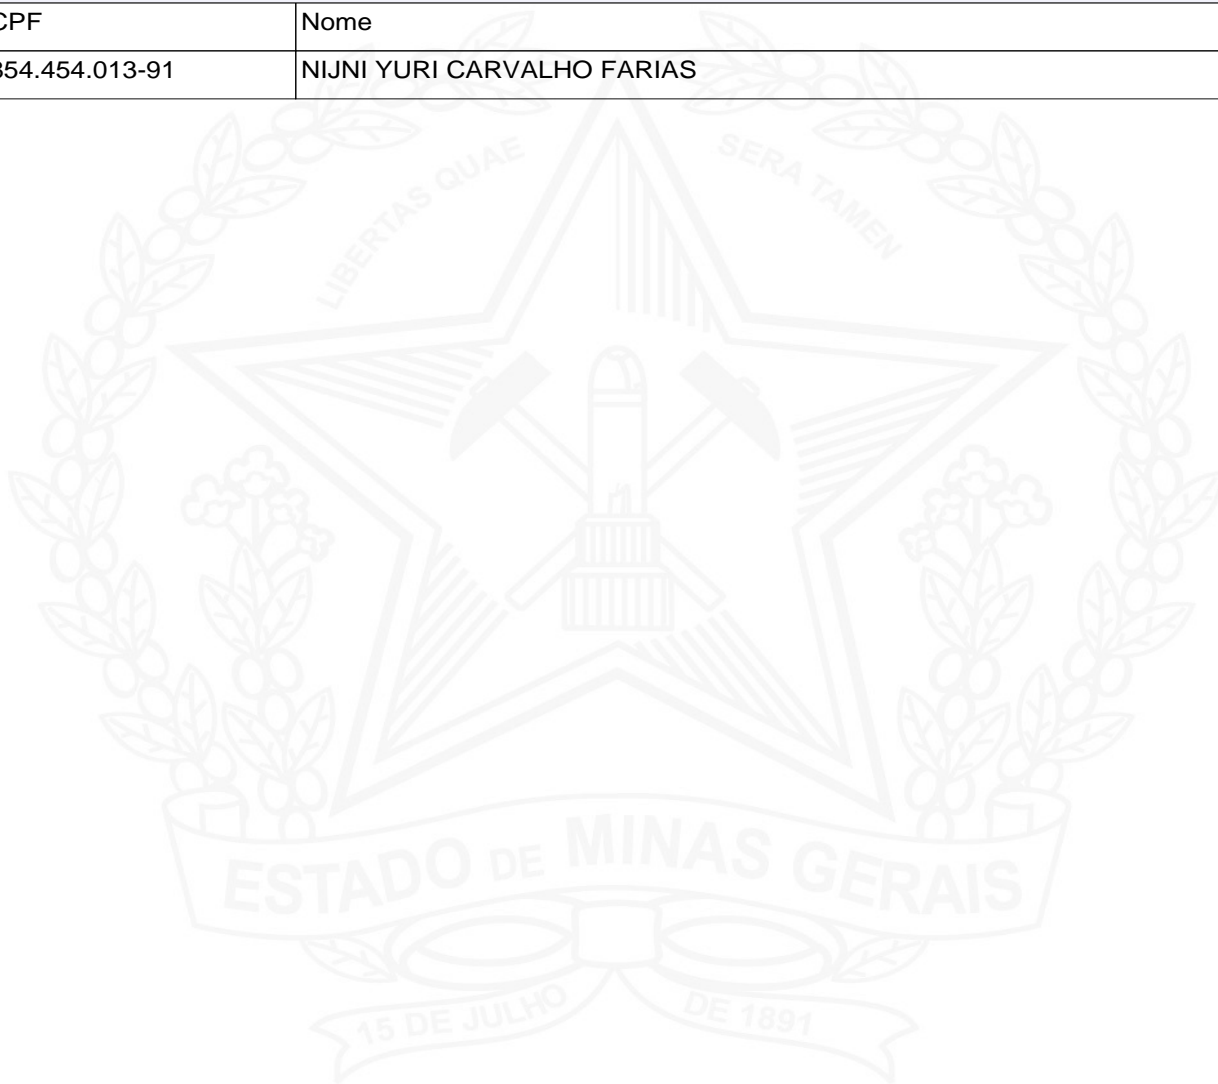 CPF Nome
854.454.013-91 NIJNI YURI CARVALHO FARIAS
LIBERTAS QUAE SERA TAMEN
ESTADO DE MINAS GERAIS
15 DE JULHO DE 1891